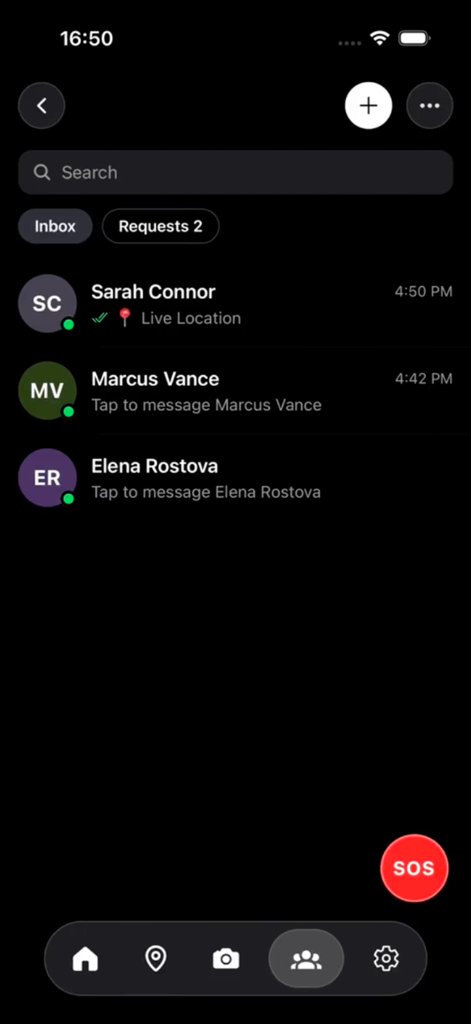 16:50
Search
Inbox
Requests 2
SC
Sarah Connor
4:50 PM
Live Location
MV
Marcus Vance
4:42 PM
Tap to message Marcus Vance
ER
Elena Rostova
Tap to message Elena Rostova
SOS